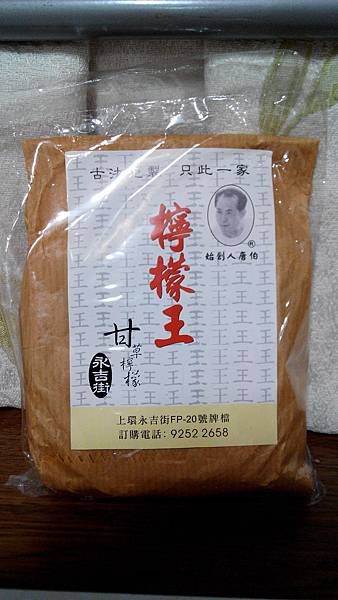 古法炮製 只此一家
®
始創人唐伯
檸檬王
甘草檸檬
永吉街
上環永吉街FP-20號牌檔
訂購電話: 9252 2658